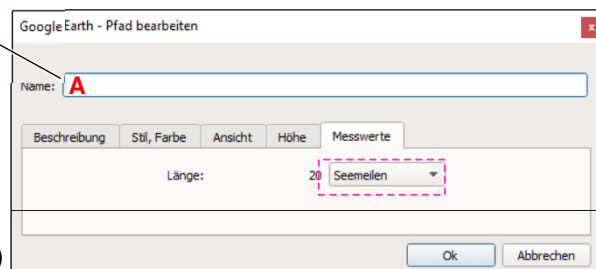 Google Earth - Pfad bearbeiten
x
Name: A
Beschreibung Stil, Farbe Ansicht Höhe Messwerte
Länge: 20 Seemeilen
)
Ok Abbrechen